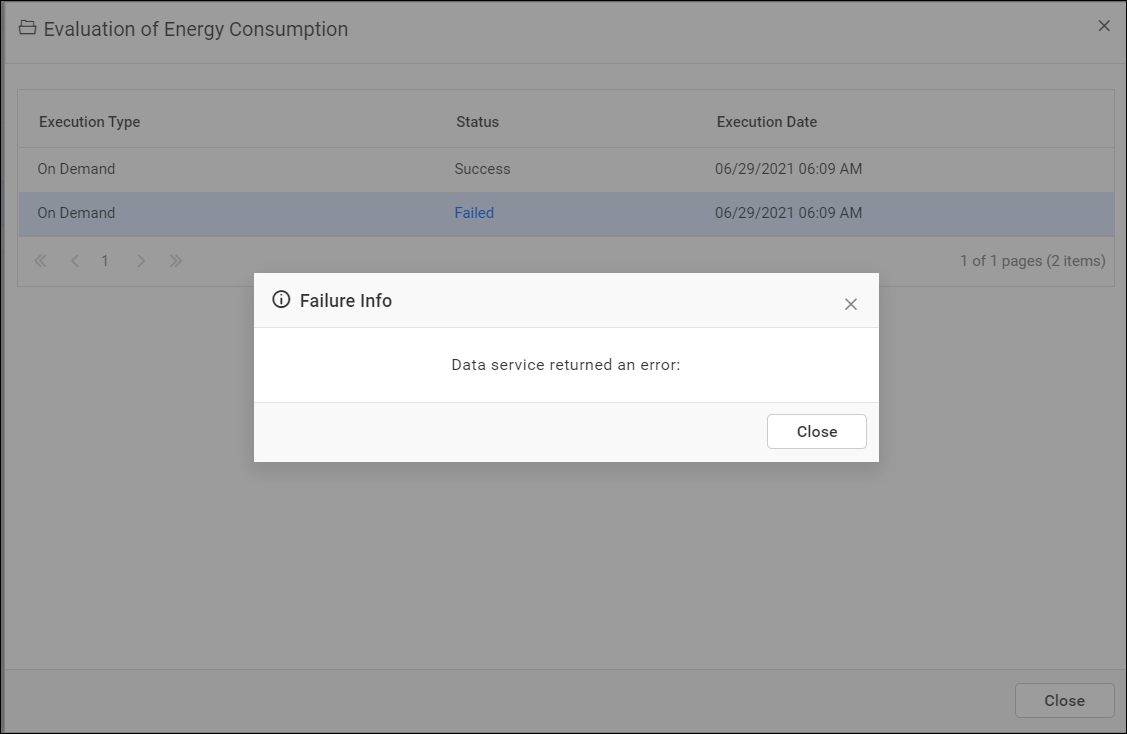 Evaluation of Energy Consumption
Execution Type Status Execution Date
On Demand Success 06/29/2021 06:09 AM
On Demand Failed 06/29/2021 06:09 AM
1 1 of 1 pages (2 items)
Failure Info
Data service returned an error:
Close
Close